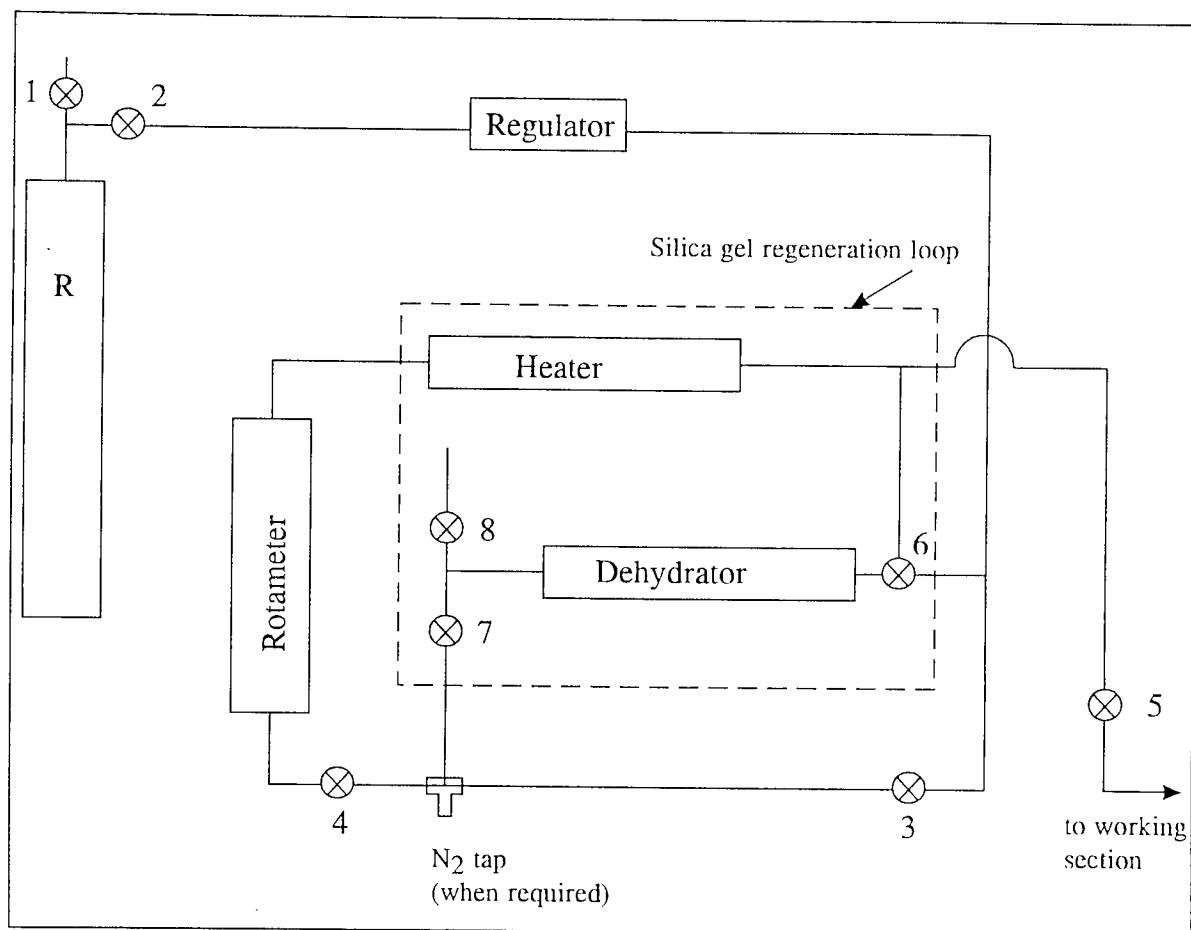 1
2
Regulator
Silica gel regeneration loop
R
Heater
Rotameter
8
6
Dehydrator
7
5
4
3
N2 tap
(when required)
to working
section